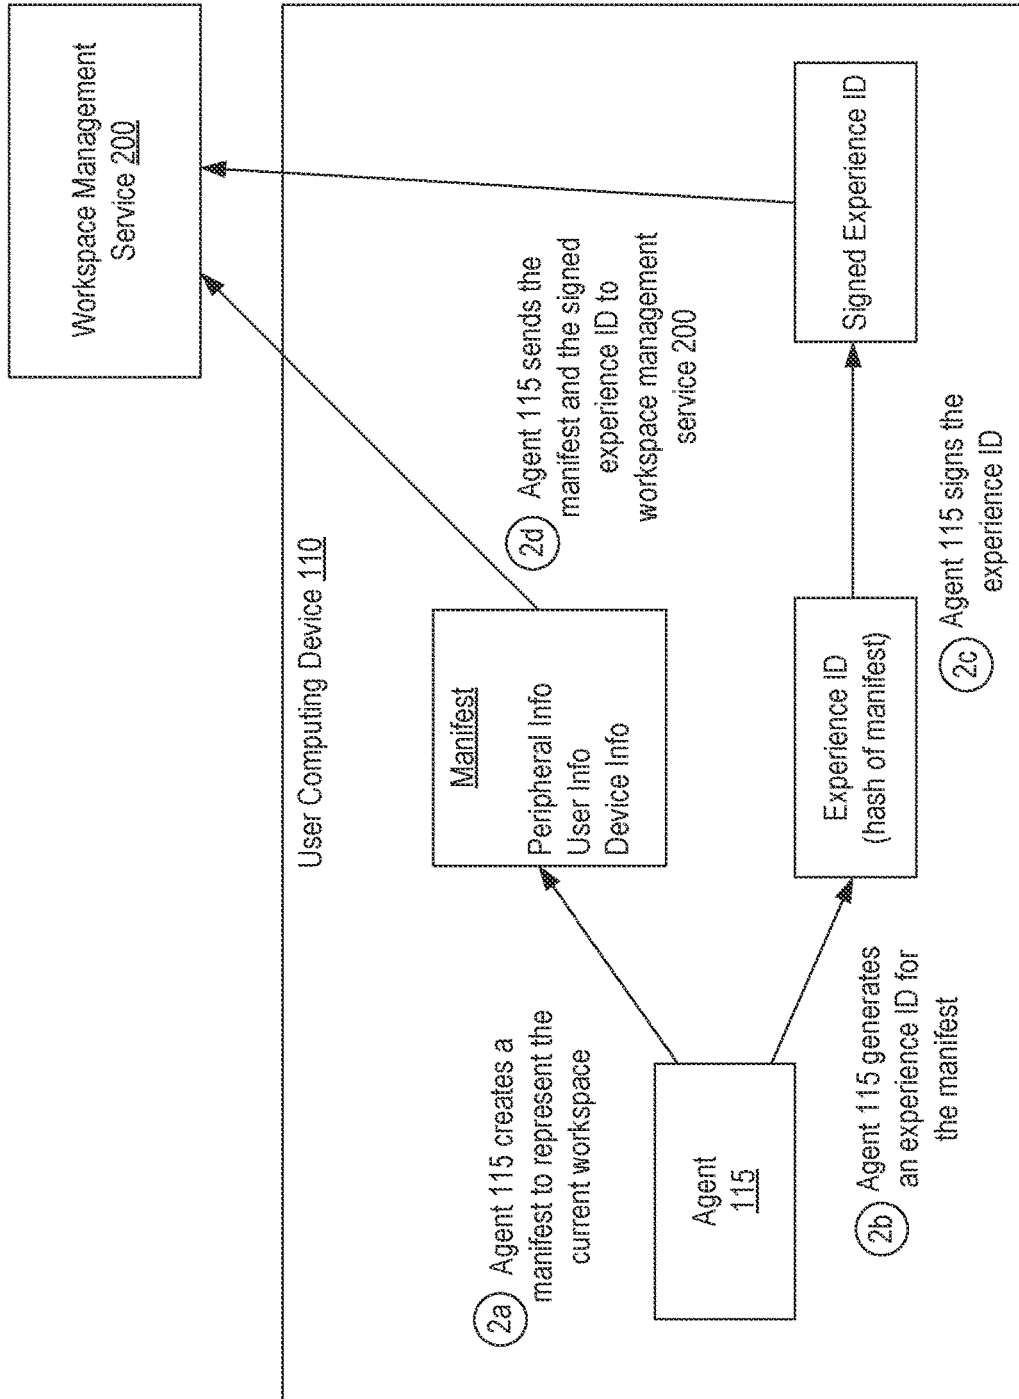 Workspace Management
Service 200
User Computing Device 110
2a Agent 115 creates a
manifest to represent the
current workspace
Manifest
Peripheral Info
User Info
Device Info
2d Agent 115 sends the
manifest and the signed
experience ID to
workspace management
service 200
Agent
115
Experience ID
(hash of manifest)
Signed Experience ID
2b Agent 115 generates
an experience ID for
the manifest
2c Agent 115 signs the
experience ID